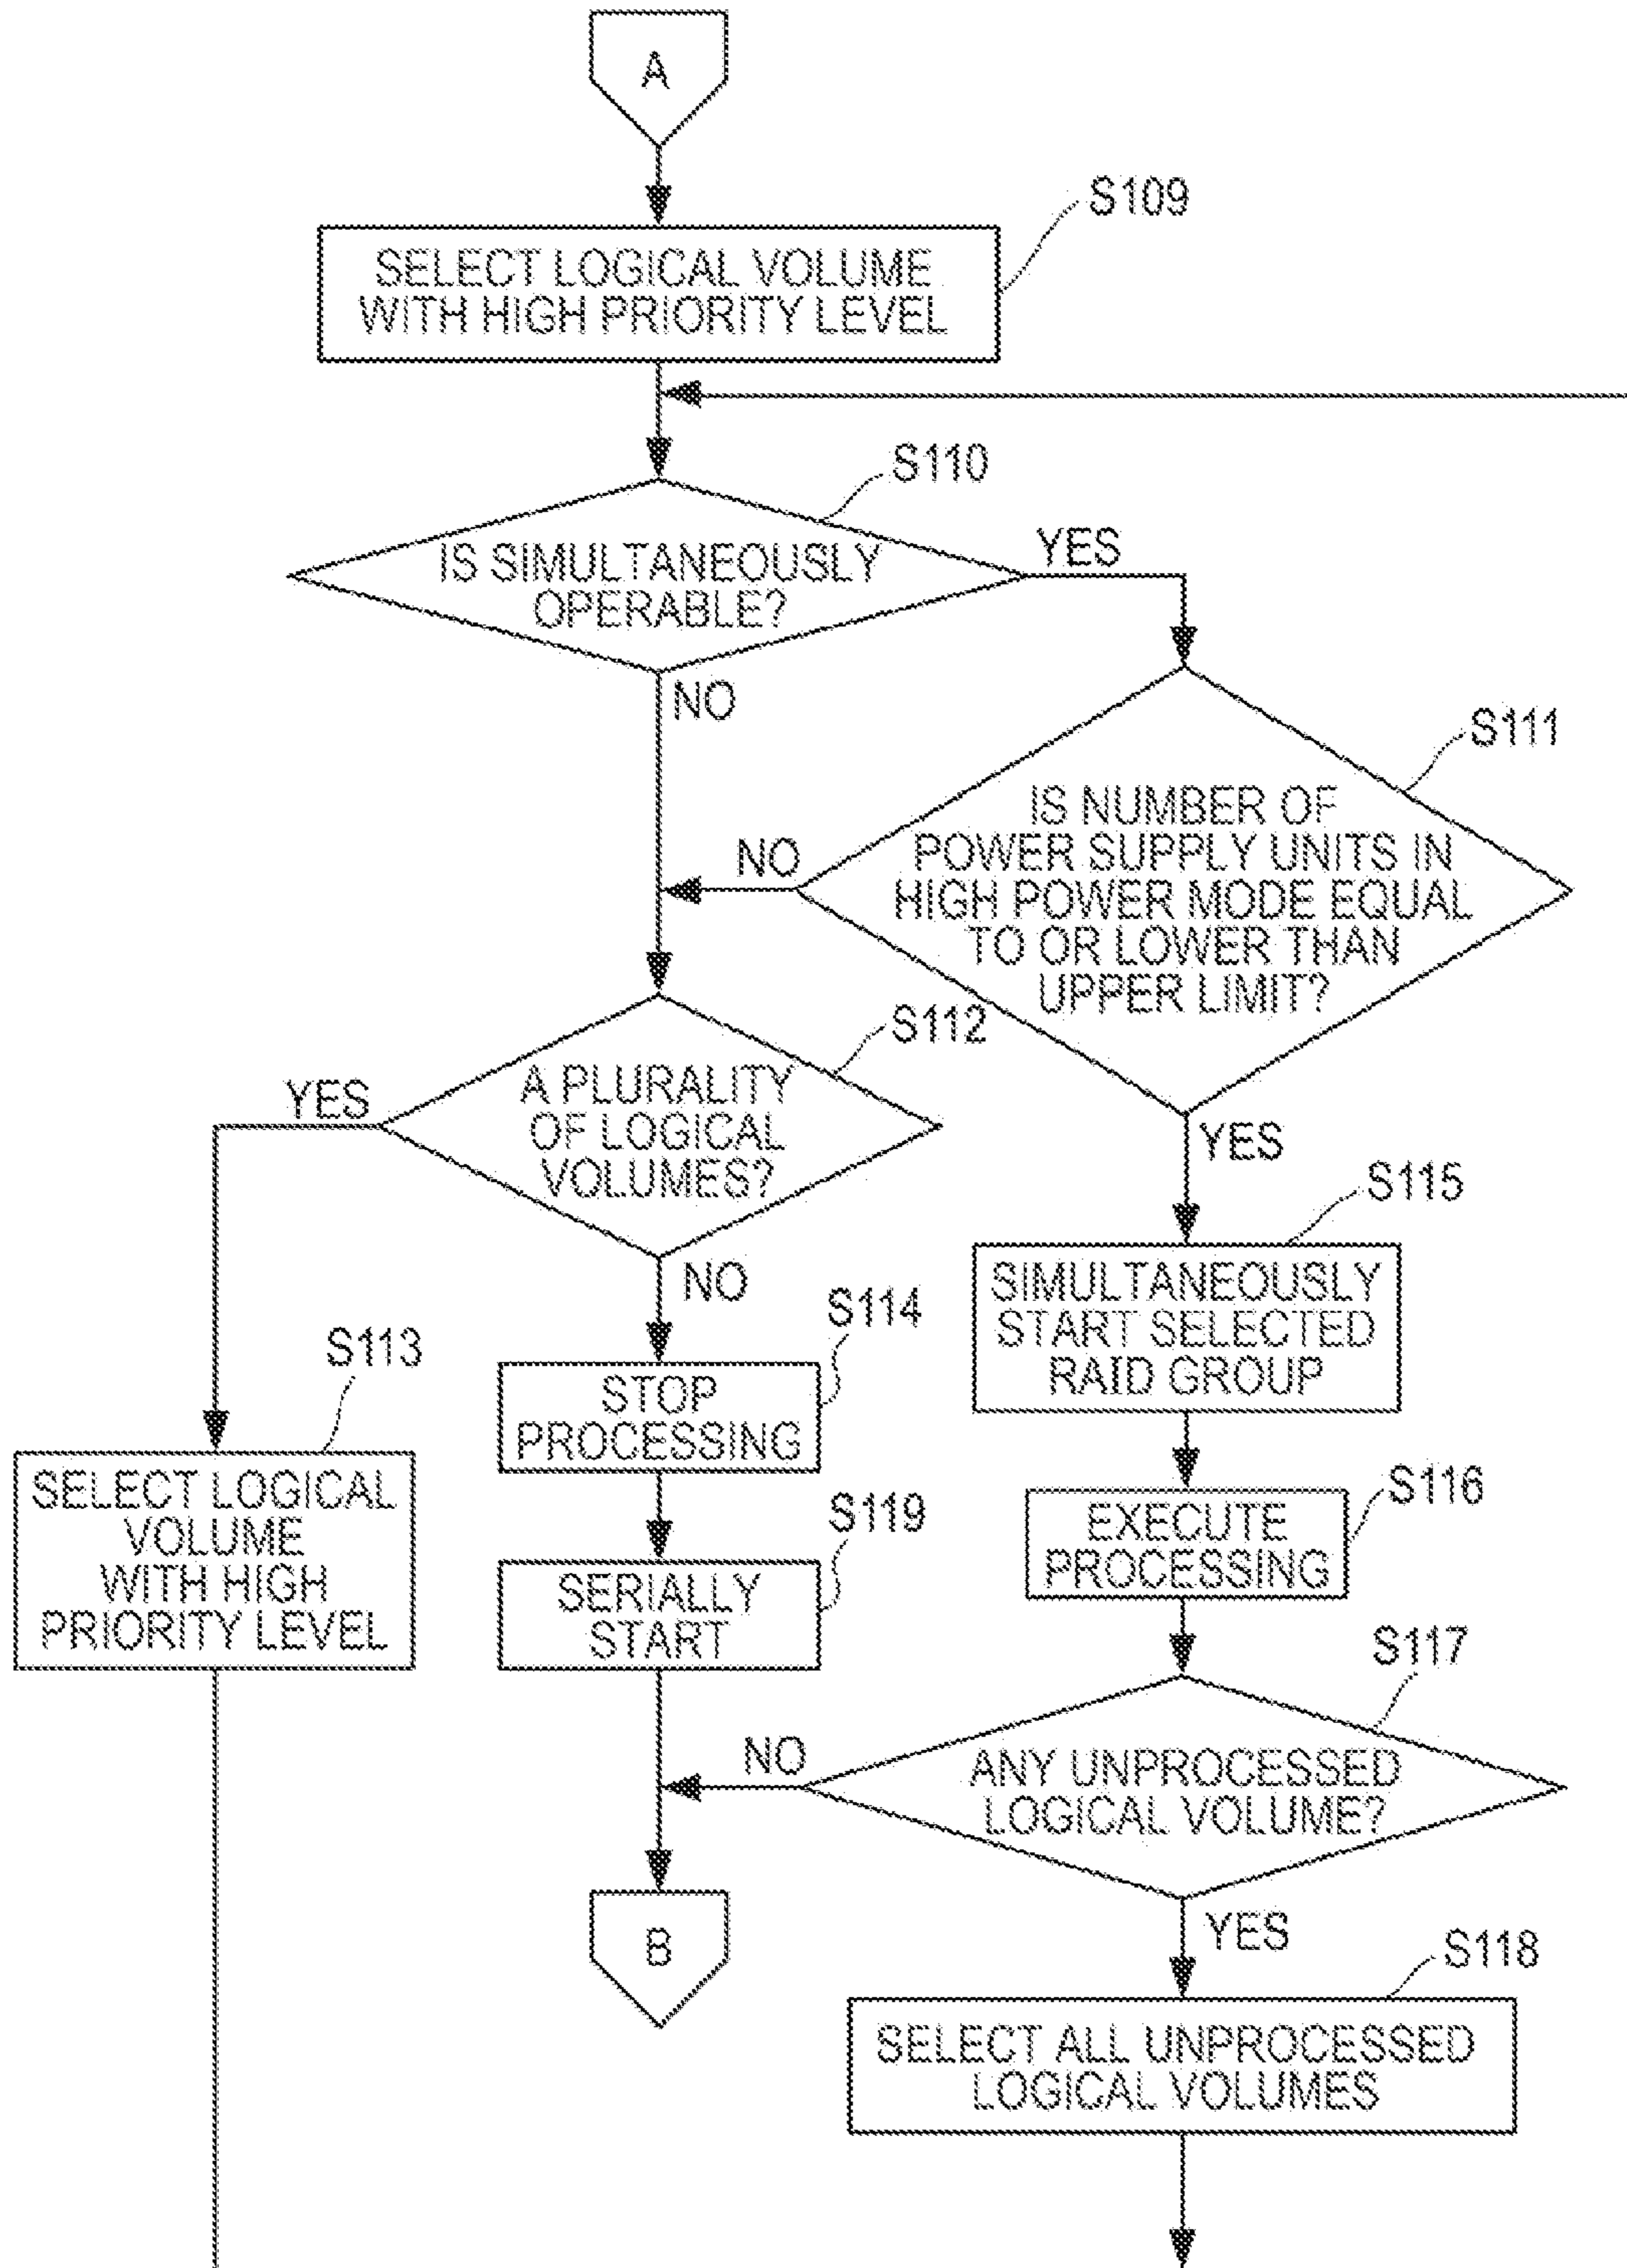 A
S109
SELECT LOGICAL VOLUME
WITH HIGH PRIORITY LEVEL
S110
IS SIMULTANEOUSLY
OPERABLE?
YES
NO
S111
IS NUMBER OF
POWER SUPPLY UNITS IN
HIGH POWER MODE EQUAL
TO OR LOWER THAN
UPPER LIMIT?
NO
YES
S112
A PLURALITY
OF LOGICAL
VOLUMES?
YES
NO
S113
SELECT LOGICAL
VOLUME
WITH HIGH
PRIORITY LEVEL
S114
STOP
PROCESSING
S119
SERIALLY
START
S115
SIMULTANEOUSLY
START SELECTED
RAID GROUP
S116
EXECUTE
PROCESSING
S117
ANY UNPROCESSED
LOGICAL VOLUME?
NO
YES
B
S118
SELECT ALL UNPROCESSED
LOGICAL VOLUMES